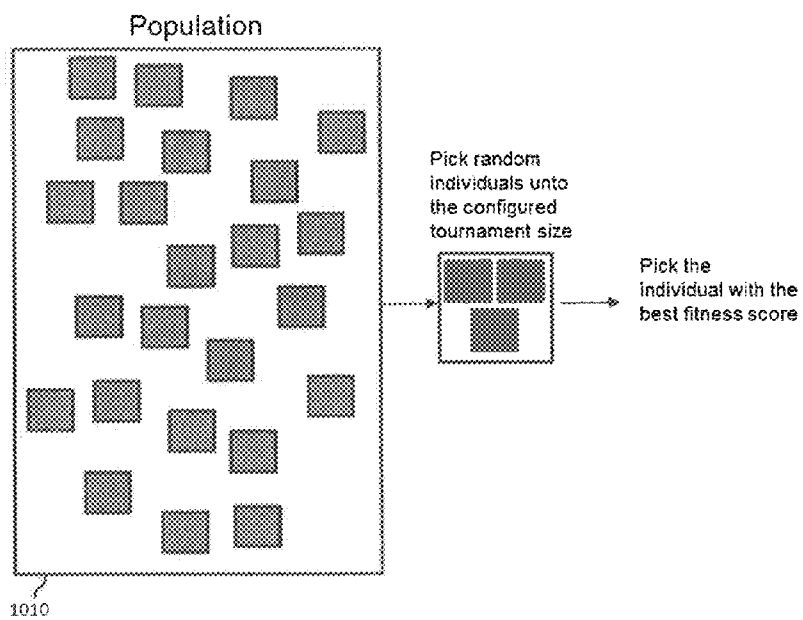 Population
Pick random
individuals unto
the configured
tournament size
Pick the
individual with the
best fitness score
1010